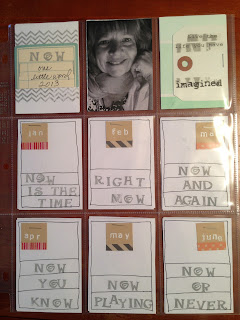 NOW
one
little word
2013
imagined
jan
NOW
IS THE
TIME
feb
RIGHT
NOW
NOW
AND
AGAIN
apr
NOW
YOU
KNOW
may
NOW
PLAYING
june
NOW
OR
NEVER